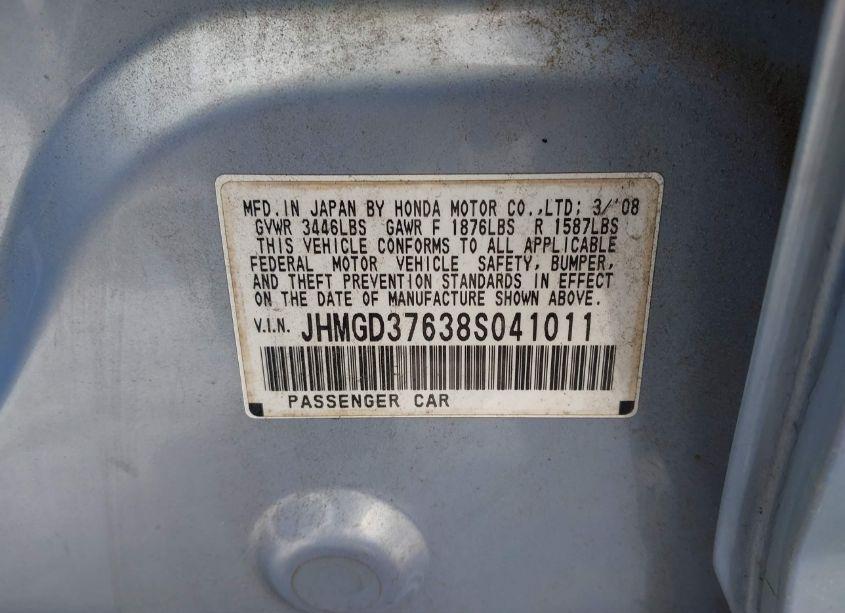 MFD. IN JAPAN BY HONDA MOTOR CO.,LTD; 3/'08
GVWR 3446LBS GAWR F 1876LBS R 1587LBS
THIS VEHICLE CONFORMS TO ALL APPLICABLE
FEDERAL MOTOR VEHICLE SAFETY, BUMPER,
AND THEFT PREVENTION STANDARDS IN EFFECT
ON THE DATE OF MANUFACTURE SHOWN ABOVE.
V.I.N. JHMGD37638S041011
PASSENGER CAR